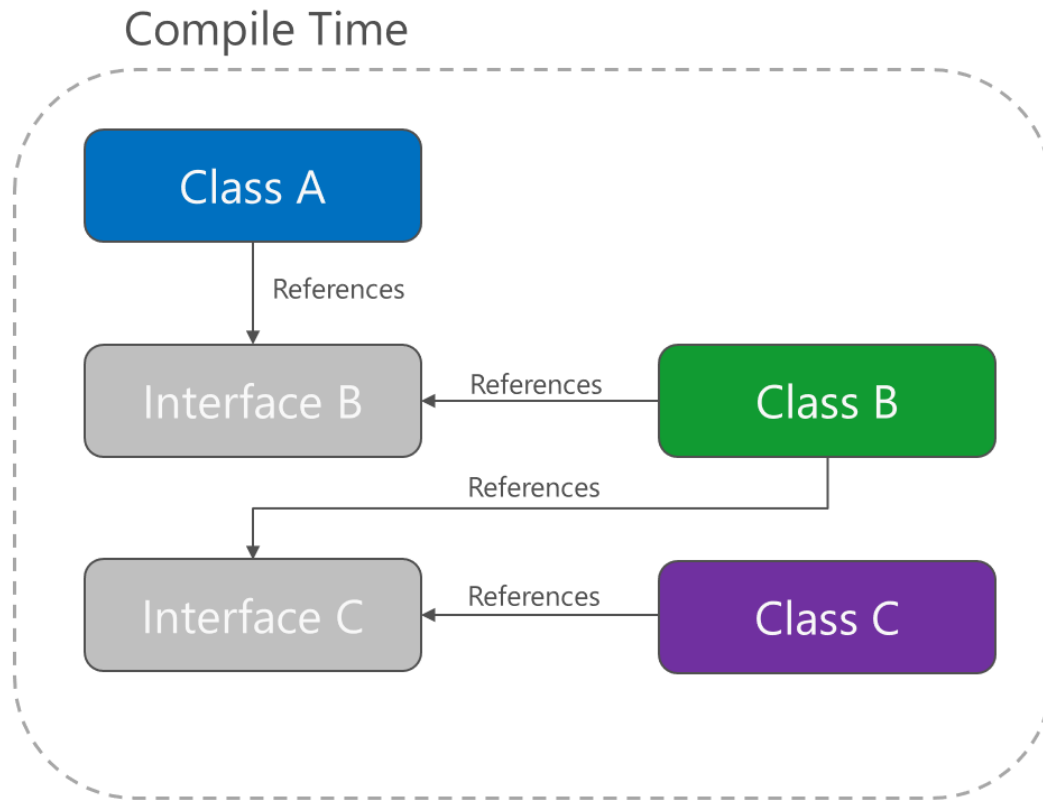 Compile Time
Class A
References
Interface B
References
Class B
References
Interface C
References
Class C